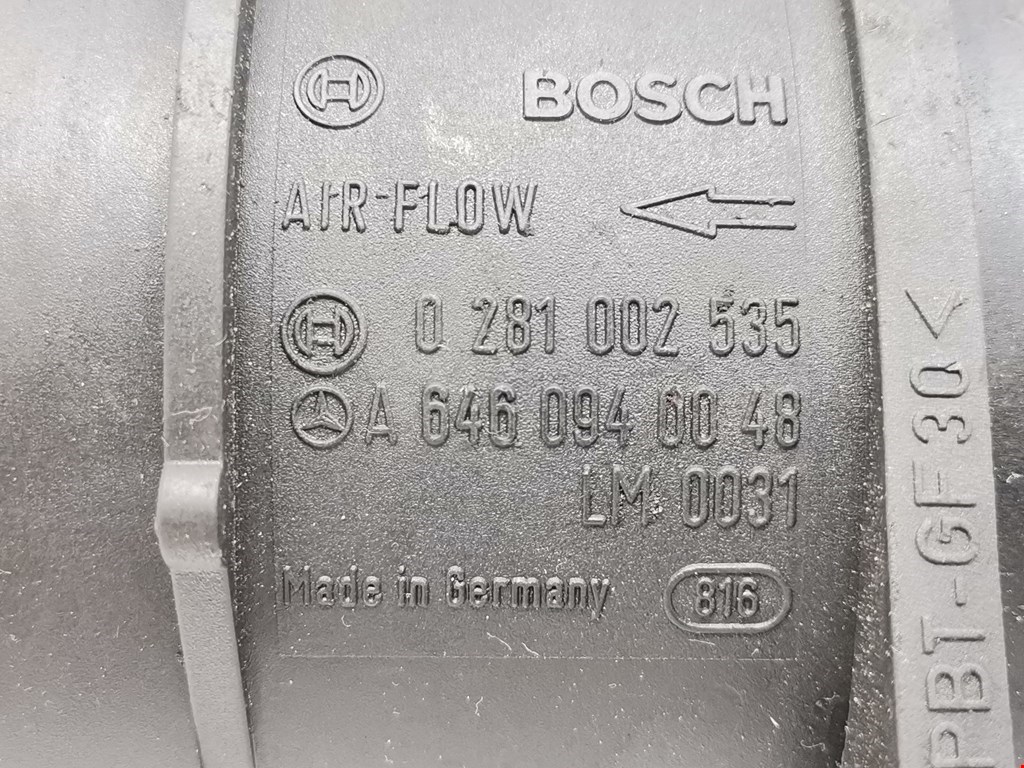 BOSCH
AIR-FLOW
0 281 002 535
A 646 094 00 48
LM 0031
Made in Germany 816
PBT-GF30<